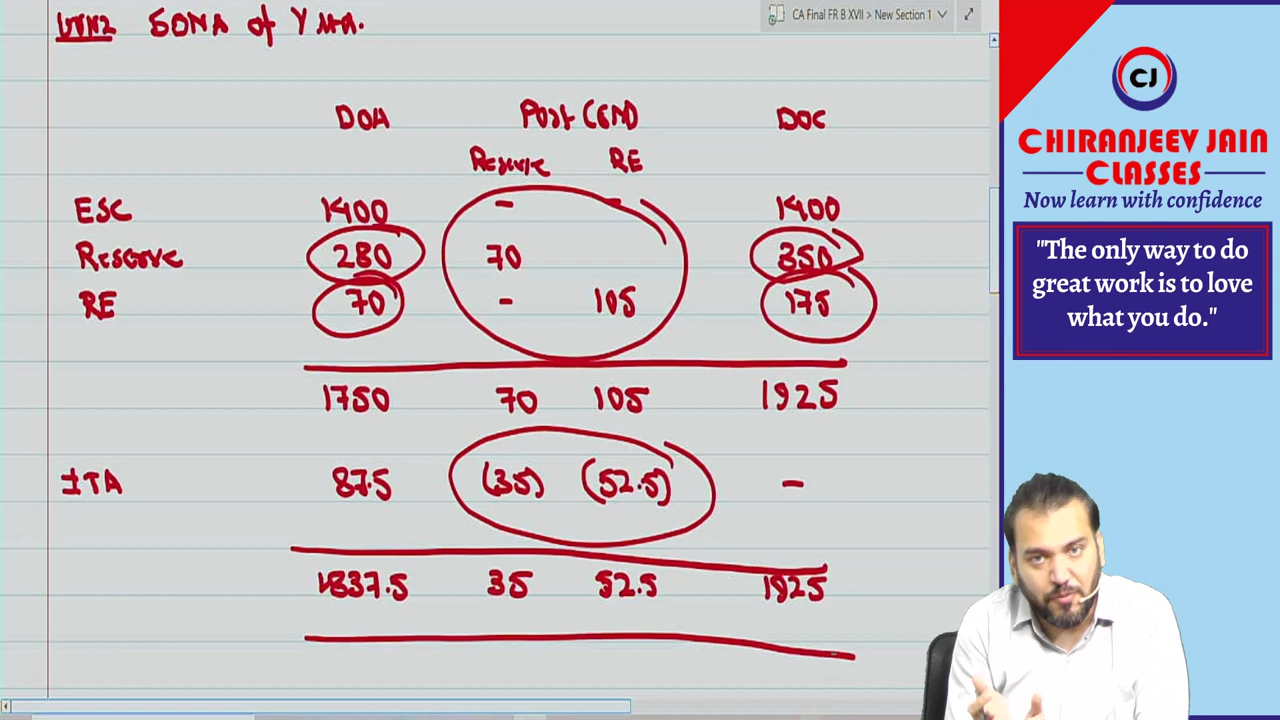 WN2 SONA of Y Ltd.
CA Final FR B XVII > New Section 1
DOA Post (6M) DOC
Reserve RE
ESC 1400 - - 1400
Reserve 280 70 350
RE 70 - 105 175
1750 70 105 1925
±TA 87.5 (35) (52.5) -
1837.5 35 52.5 1925
CJ
CHIRANJEEV JAIN
CLASSES
Now learn with confidence
"The only way to do
great work is to love
what you do."